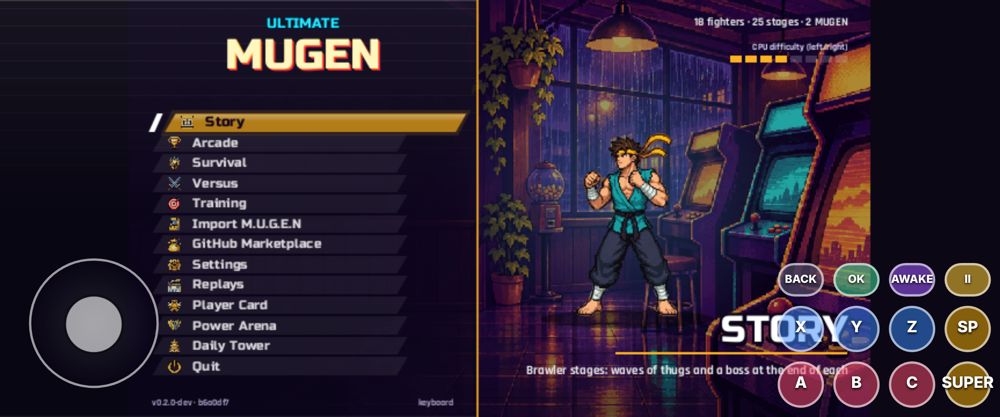 ULTIMATE
MUGEN
Story
Arcade
Survival
Versus
Training
Import M.U.G.E.N
GitHub Marketplace
Settings
Replays
Player Card
Power Arena
Daily Tower
Quit
v0.2.0-dev · b6a0df7
keyboard
18 fighters · 25 stages · 2 MUGEN
CPU difficulty (left/right)
STORY
Brawler stages: waves of thugs and a boss at the end of each
BACK OK AWAKE II
X Y Z SP
A B C SUPER